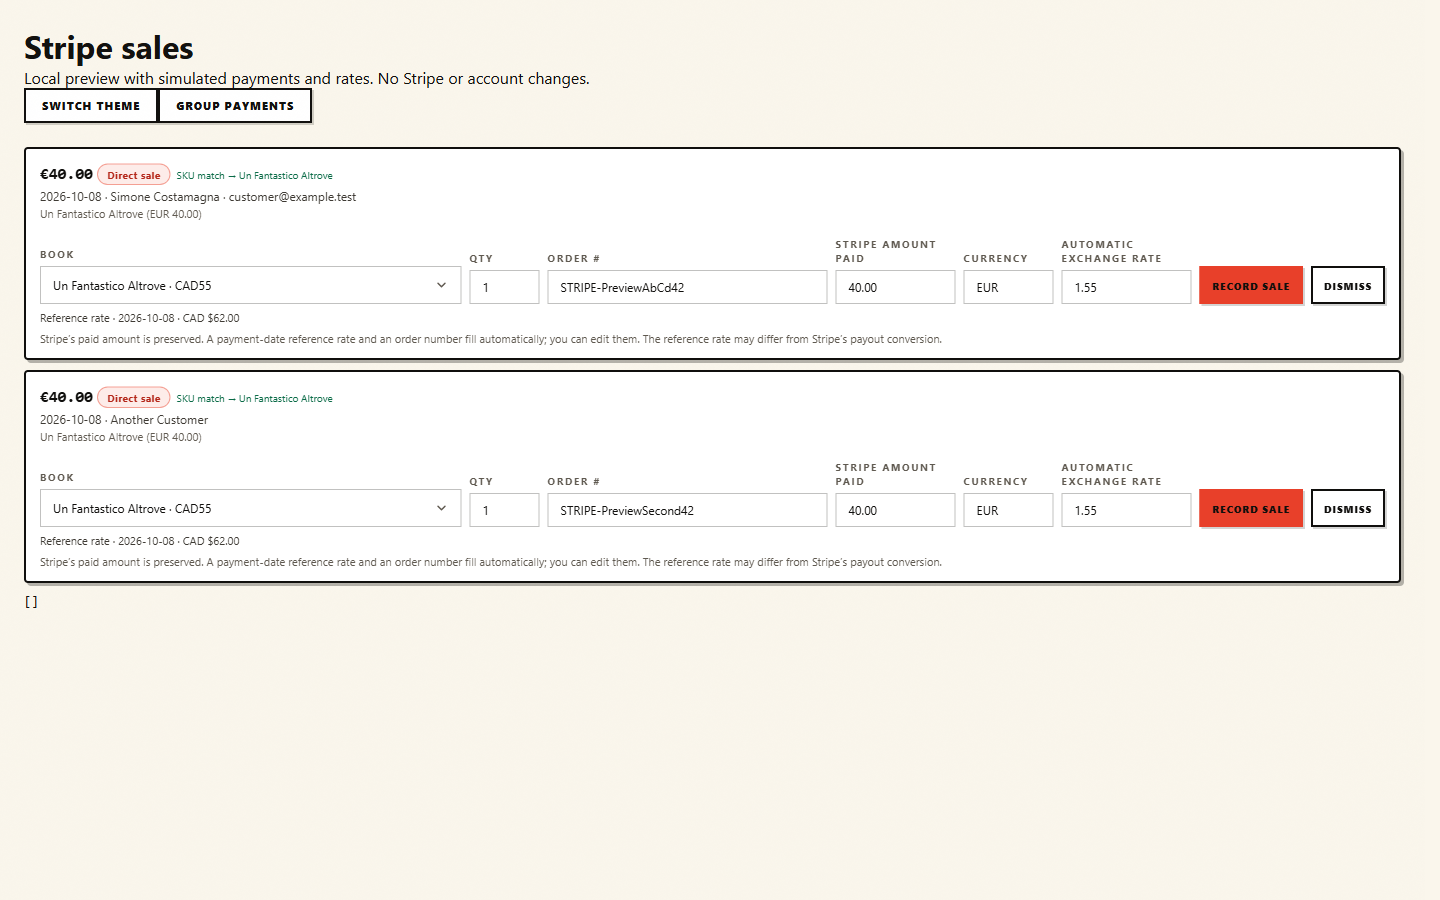 Stripe sales
Local preview with simulated payments and rates. No Stripe or account changes.
SWITCH THEME GROUP PAYMENTS
€40.00 Direct sale SKU match → Un Fantastico Altrove
2026-10-08 · Simone Costamagna · customer@example.test
Un Fantastico Altrove (EUR 40.00)
BOOK QTY ORDER # STRIPE AMOUNT PAID CURRENCY AUTOMATIC EXCHANGE RATE
Un Fantastico Altrove · CAD55 1 STRIPE-PreviewAbCd42 40.00 EUR 1.55 RECORD SALE DISMISS
Reference rate · 2026-10-08 · CAD $62.00
Stripe's paid amount is preserved. A payment-date reference rate and an order number fill automatically; you can edit them. The reference rate may differ from Stripe's payout conversion.
€40.00 Direct sale SKU match → Un Fantastico Altrove
2026-10-08 · Another Customer
Un Fantastico Altrove (EUR 40.00)
BOOK QTY ORDER # STRIPE AMOUNT PAID CURRENCY AUTOMATIC EXCHANGE RATE
Un Fantastico Altrove · CAD55 1 STRIPE-PreviewSecond42 40.00 EUR 1.55 RECORD SALE DISMISS
Reference rate · 2026-10-08 · CAD $62.00
Stripe's paid amount is preserved. A payment-date reference rate and an order number fill automatically; you can edit them. The reference rate may differ from Stripe's payout conversion.
[]